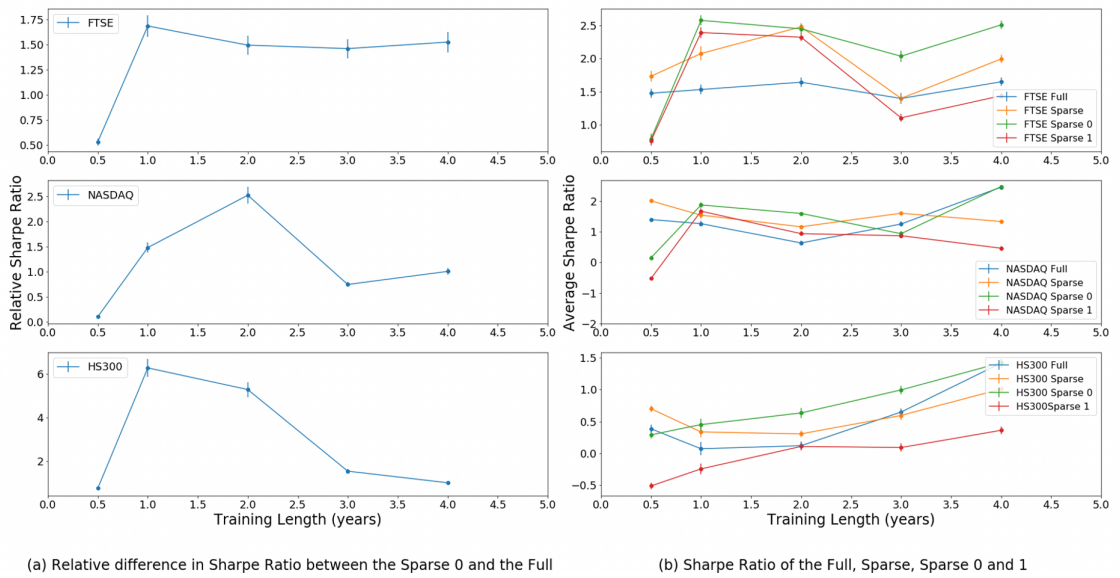 FTSE
1.75
1.50
1.25
1.00
0.75
0.50
0.0 0.5 1.0 1.5 2.0 2.5 3.0 3.5 4.0 4.5 5.0
NASDAQ
2.5
2.0
1.5
1.0
0.5
0.0
0.0 0.5 1.0 1.5 2.0 2.5 3.0 3.5 4.0 4.5 5.0
Relative Sharpe Ratio
HS300
6
4
2
0.0 0.5 1.0 1.5 2.0 2.5 3.0 3.5 4.0 4.5 5.0
Training Length (years)
(a) Relative difference in Sharpe Ratio between the Sparse 0 and the Full
2.5
2.0
1.5
1.0
FTSE Full
FTSE Sparse
FTSE Sparse 0
FTSE Sparse 1
0.0 0.5 1.0 1.5 2.0 2.5 3.0 3.5 4.0 4.5 5.0
2
1
0
−1
−2
NASDAQ Full
NASDAQ Sparse
NASDAQ Sparse 0
NASDAQ Sparse 1
0.0 0.5 1.0 1.5 2.0 2.5 3.0 3.5 4.0 4.5 5.0
Average Sharpe Ratio
1.5
1.0
0.5
0.0
−0.5
HS300 Full
HS300 Sparse
HS300 Sparse 0
HS300Sparse 1
0.0 0.5 1.0 1.5 2.0 2.5 3.0 3.5 4.0 4.5 5.0
Training Length (years)
(b) Sharpe Ratio of the Full, Sparse, Sparse 0 and 1